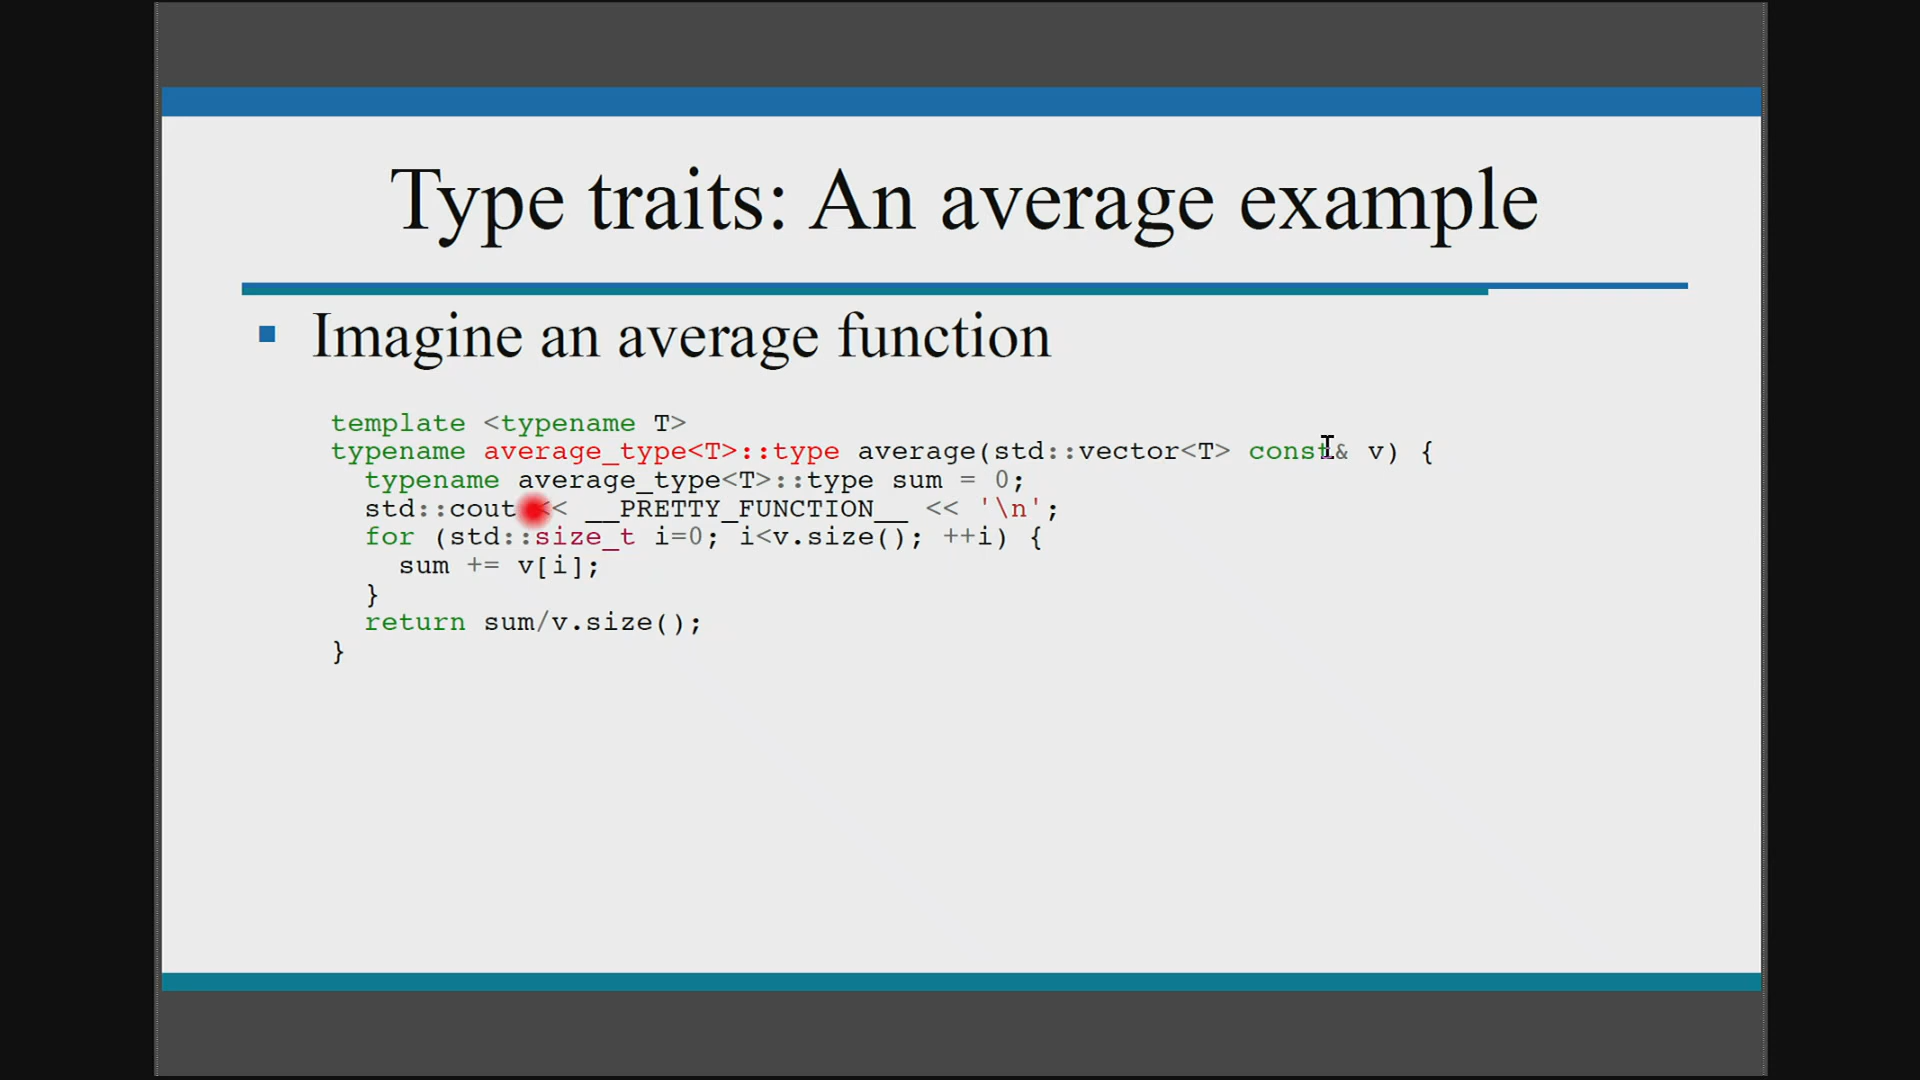 Type traits: An average example
Imagine an average function
template <typename T>
typename average_type<T>::type average(std::vector<T> const& v) {
typename average_type<T>::type sum = 0;
std::cout << __PRETTY_FUNCTION__ << '\n';
for (std::size_t i=0; i<v.size(); ++i) {
sum += v[i];
}
return sum/v.size();
}